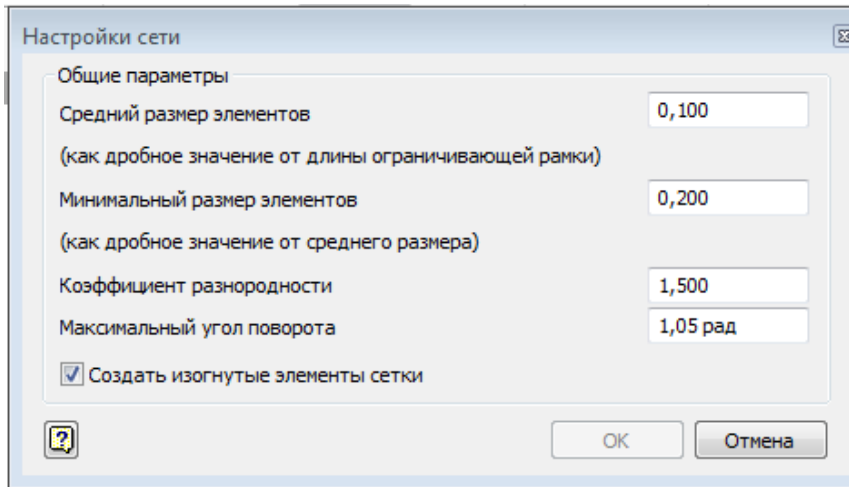 Настройки сети
Общие параметры
Средний размер элементов 0,100
(как дробное значение от длины ограничивающей рамки)
Минимальный размер элементов 0,200
(как дробное значение от среднего размера)
Коэффициент разнородности 1,500
Максимальный угол поворота 1,05 рад
Создать изогнутые элементы сетки
OK Отмена